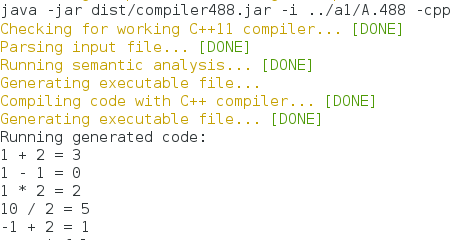 java -jar dist/compiler488.jar -i ../a1/A.488 -cpp
Checking for working C++11 compiler... [DONE]
Parsing input file... [DONE]
Running semantic analysis... [DONE]
Generating executable file...
Compiling code with C++ compiler... [DONE]
Generating executable file... [DONE]
Running generated code:
1 + 2 = 3
1 - 1 = 0
1 * 2 = 2
10 / 2 = 5
-1 + 2 = 1